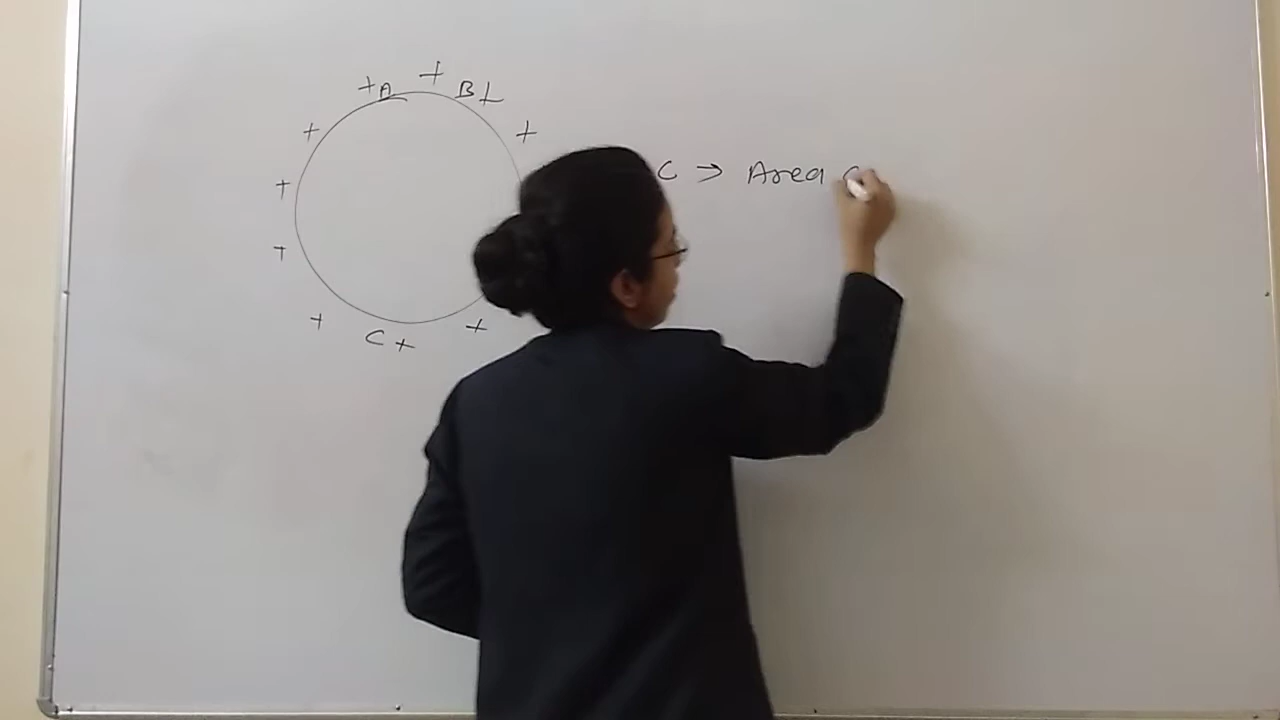 +
+A
B+
+
+
+
+
+
C+
+
C → Area